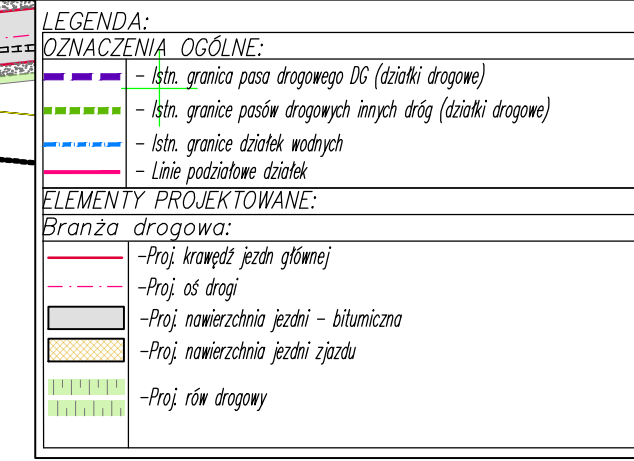 LEGENDA:
OZNACZENIA OGÓLNE:
- Istn. granica pasa drogowego DG (działki drogowe)
- Istn. granice pasów drogowych innych dróg (działki drogowe)
- Istn. granice działek wodnych
- Linie podziałowe działek
ELEMENTY PROJEKTOWANE:
Branża drogowa:
-Proj. krawędź jezdn głównej
-Proj. oś drogi
-Proj. nawierzchnia jezdni - bitumiczna
-Proj. nawierzchnia jezdni zjazdu
-Proj. rów drogowy